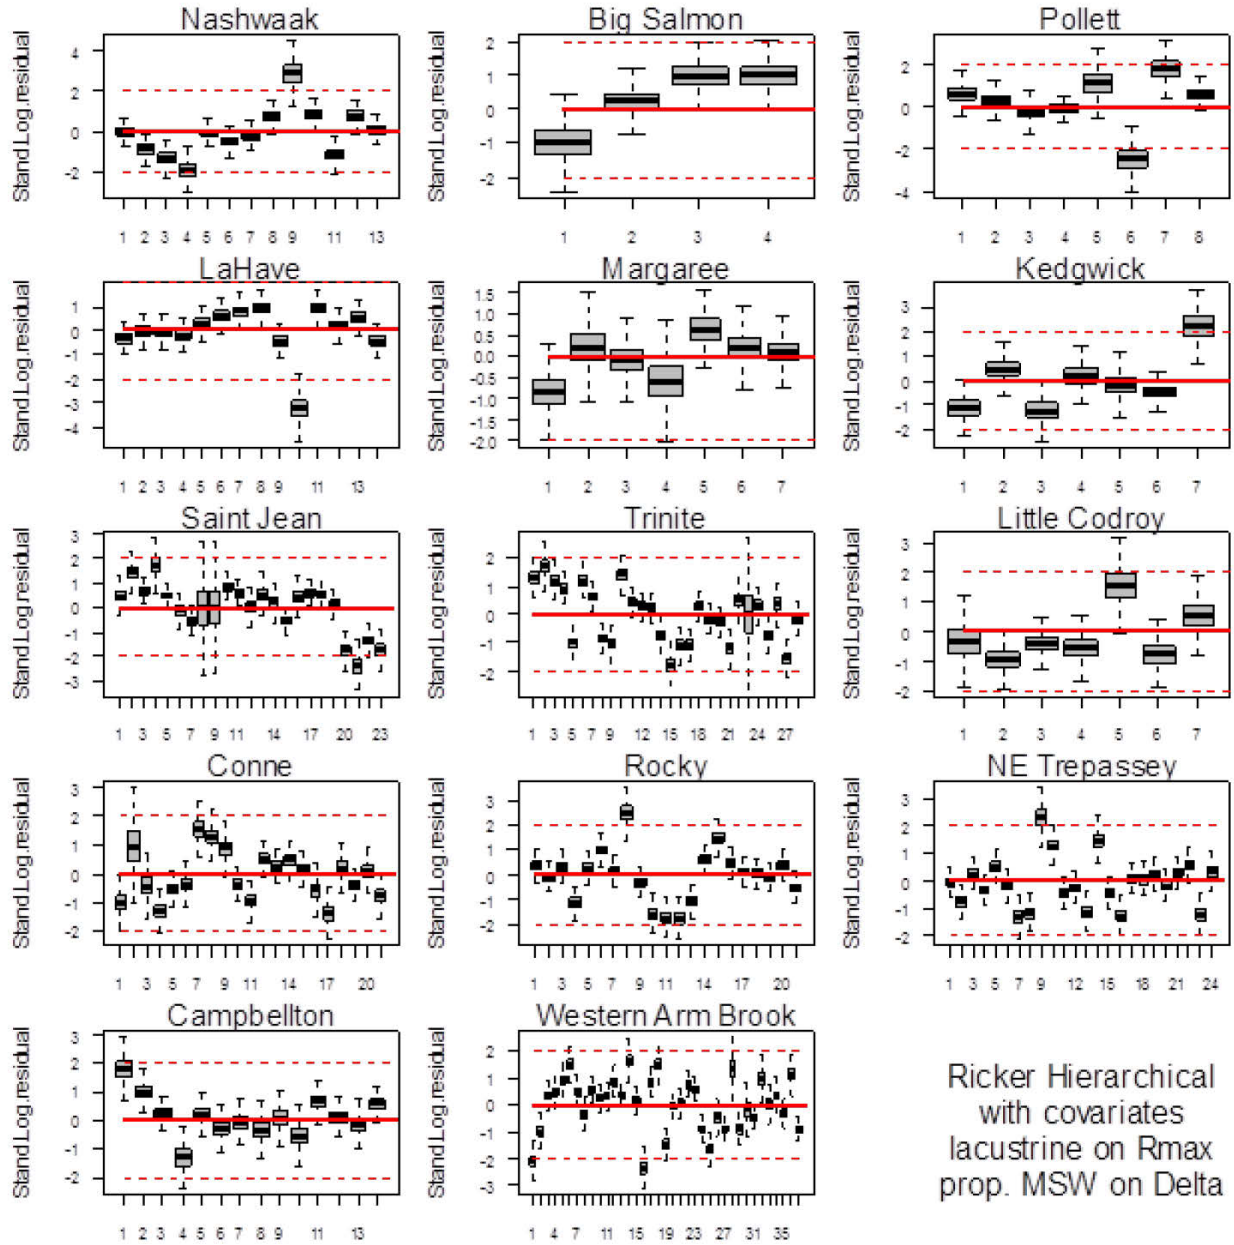 Nashwaak Big Salmon Pollett
Stand.Log.residual Stand.Log.residual Stand.Log.residual
4 2 0 -2
2 1 0 -1 -2
2 0 -2 -4
1 2 3 4 5 6 7 8 9 11 13
1 2 3 4
1 2 3 4 5 6 7 8
LaHave Margaree Kedgwick
Stand.Log.residual Stand.Log.residual Stand.Log.residual
1 0 -1 -2 -3 -4
1.5 1.0 0.5 0.0 -0.5 -1.0 -1.5 -2.0
3 2 1 0 -1 -2
1 2 3 4 5 6 7 8 9 11 13
1 2 3 4 5 6 7
1 2 3 4 5 6 7
Saint Jean Trinite Little Codroy
Stand.Log.residual Stand.Log.residual Stand.Log.residual
3 2 1 0 -1 -2 -3
2 1 0 -1 -2
3 2 1 0 -1 -2
1 3 5 7 9 11 14 17 20 23
1 3 5 7 9 12 15 18 21 24 27
1 2 3 4 5 6 7
Conne Rocky NE Trepassey
Stand.Log.residual Stand.Log.residual Stand.Log.residual
3 2 1 0 -1 -2
3 2 1 0 -1 -2
3 2 1 0 -1 -2
1 3 5 7 9 11 14 17 20
1 3 5 7 9 11 14 17 20
1 3 5 7 9 12 15 18 21 24
Campbellton Western Arm Brook
Stand.Log.residual Stand.Log.residual
3 2 1 0 -1 -2
2 1 0 -1 -2 -3
1 2 3 4 5 6 7 8 9 11 13
1 4 7 11 15 19 23 27 31 35
Ricker Hierarchical
with covariates
lacustrine on Rmax
prop. MSW on Delta